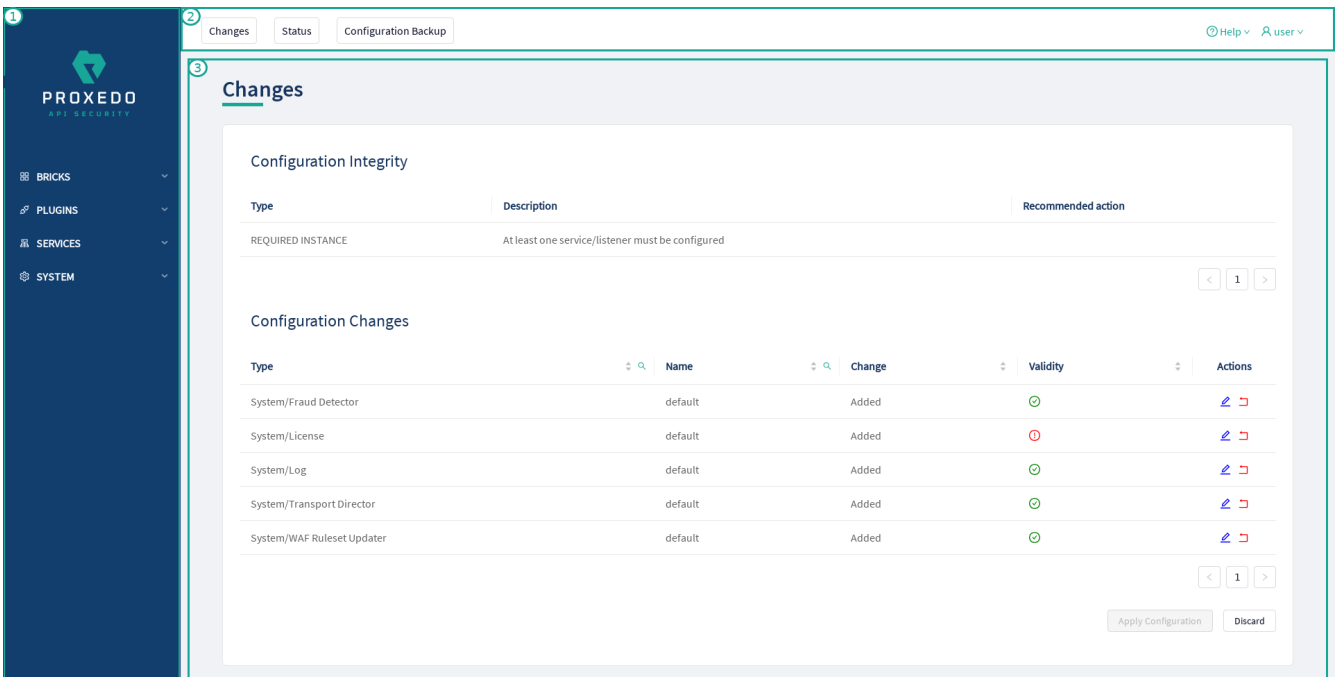 1
2
Changes Status Configuration Backup Help user
3
PROXEDO
API SECURITY
BRICKS
PLUGINS
SERVICES
SYSTEM
Changes
Configuration Integrity
Type Description Recommended action
REQUIRED INSTANCE At least one service/listener must be configured
< 1 >
Configuration Changes
Type Name Change Validity Actions
System/Fraud Detector default Added
System/License default Added
System/Log default Added
System/Transport Director default Added
System/WAF Ruleset Updater default Added
< 1 >
Apply Configuration Discard